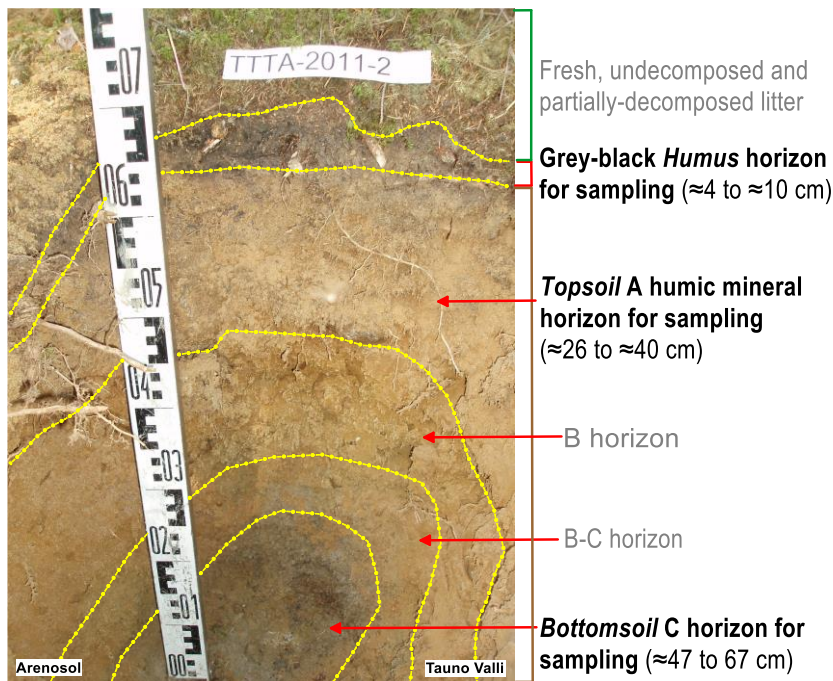 TTTA-2011-2
07
06
05
04
03
02
01
00
Fresh, undecomposed and
partially-decomposed litter
Grey-black Humus horizon
for sampling (≈4 to ≈10 cm)
Topsoil A humic mineral
horizon for sampling
(≈26 to ≈40 cm)
B horizon
B-C horizon
Bottomsoil C horizon for
sampling (≈47 to 67 cm)
Arenosol
Tauno Valli